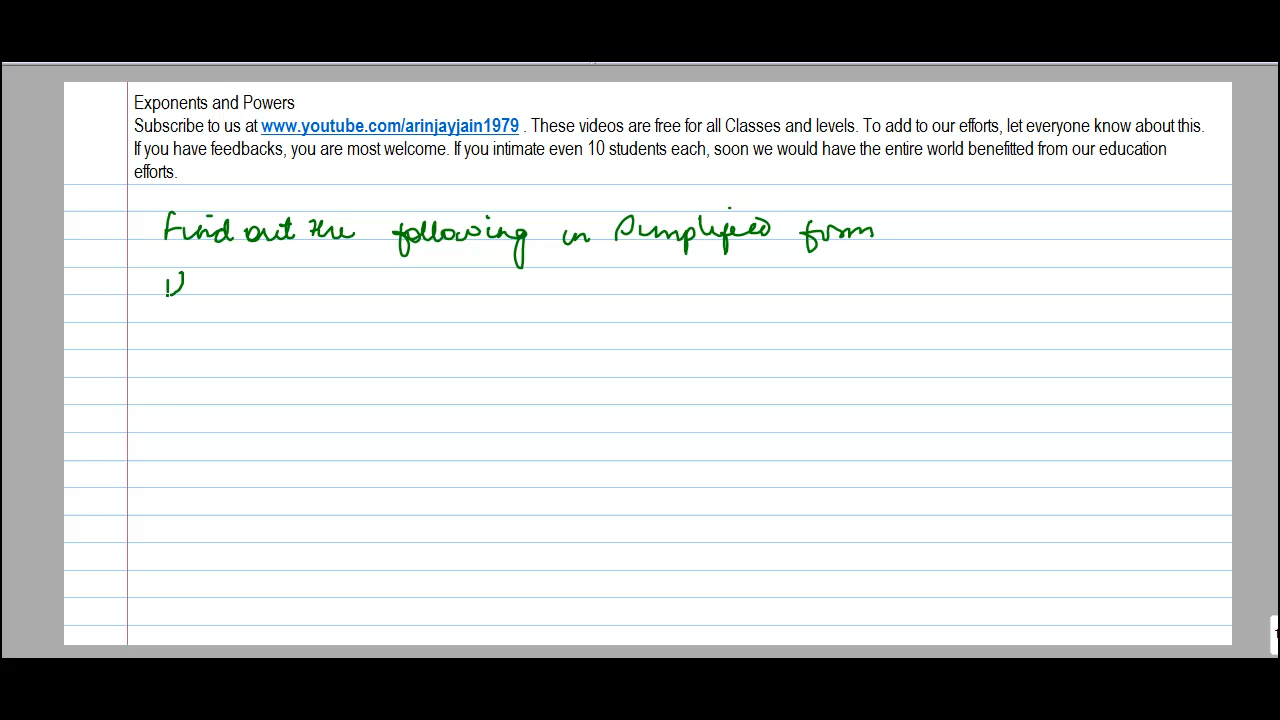 Exponents and Powers
Subscribe to us at www.youtube.com/arinjayjain1979 . These videos are free for all Classes and levels. To add to our efforts, let everyone know about this.
If you have feedbacks, you are most welcome. If you intimate even 10 students each, soon we would have the entire world benefitted from our education
efforts.
Find out the following in Simplified form
1)